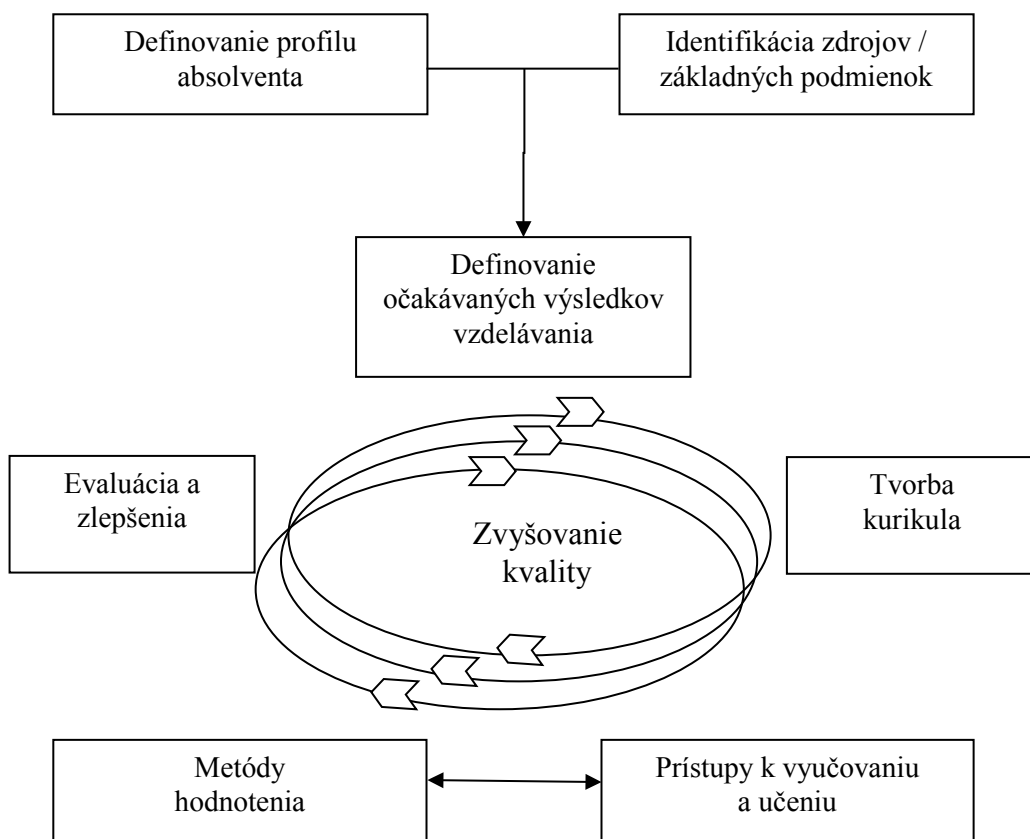 Definovanie profilu
absolventa
Identifikácia zdrojov /
základných podmienok
Definovanie
očakávaných výsledkov
vzdelávania
Evaluácia a
zlepšenia
Zvyšovanie
kvality
Tvorba
kurikula
Metódy
hodnotenia
Prístupy k vyučovaniu
a učeniu